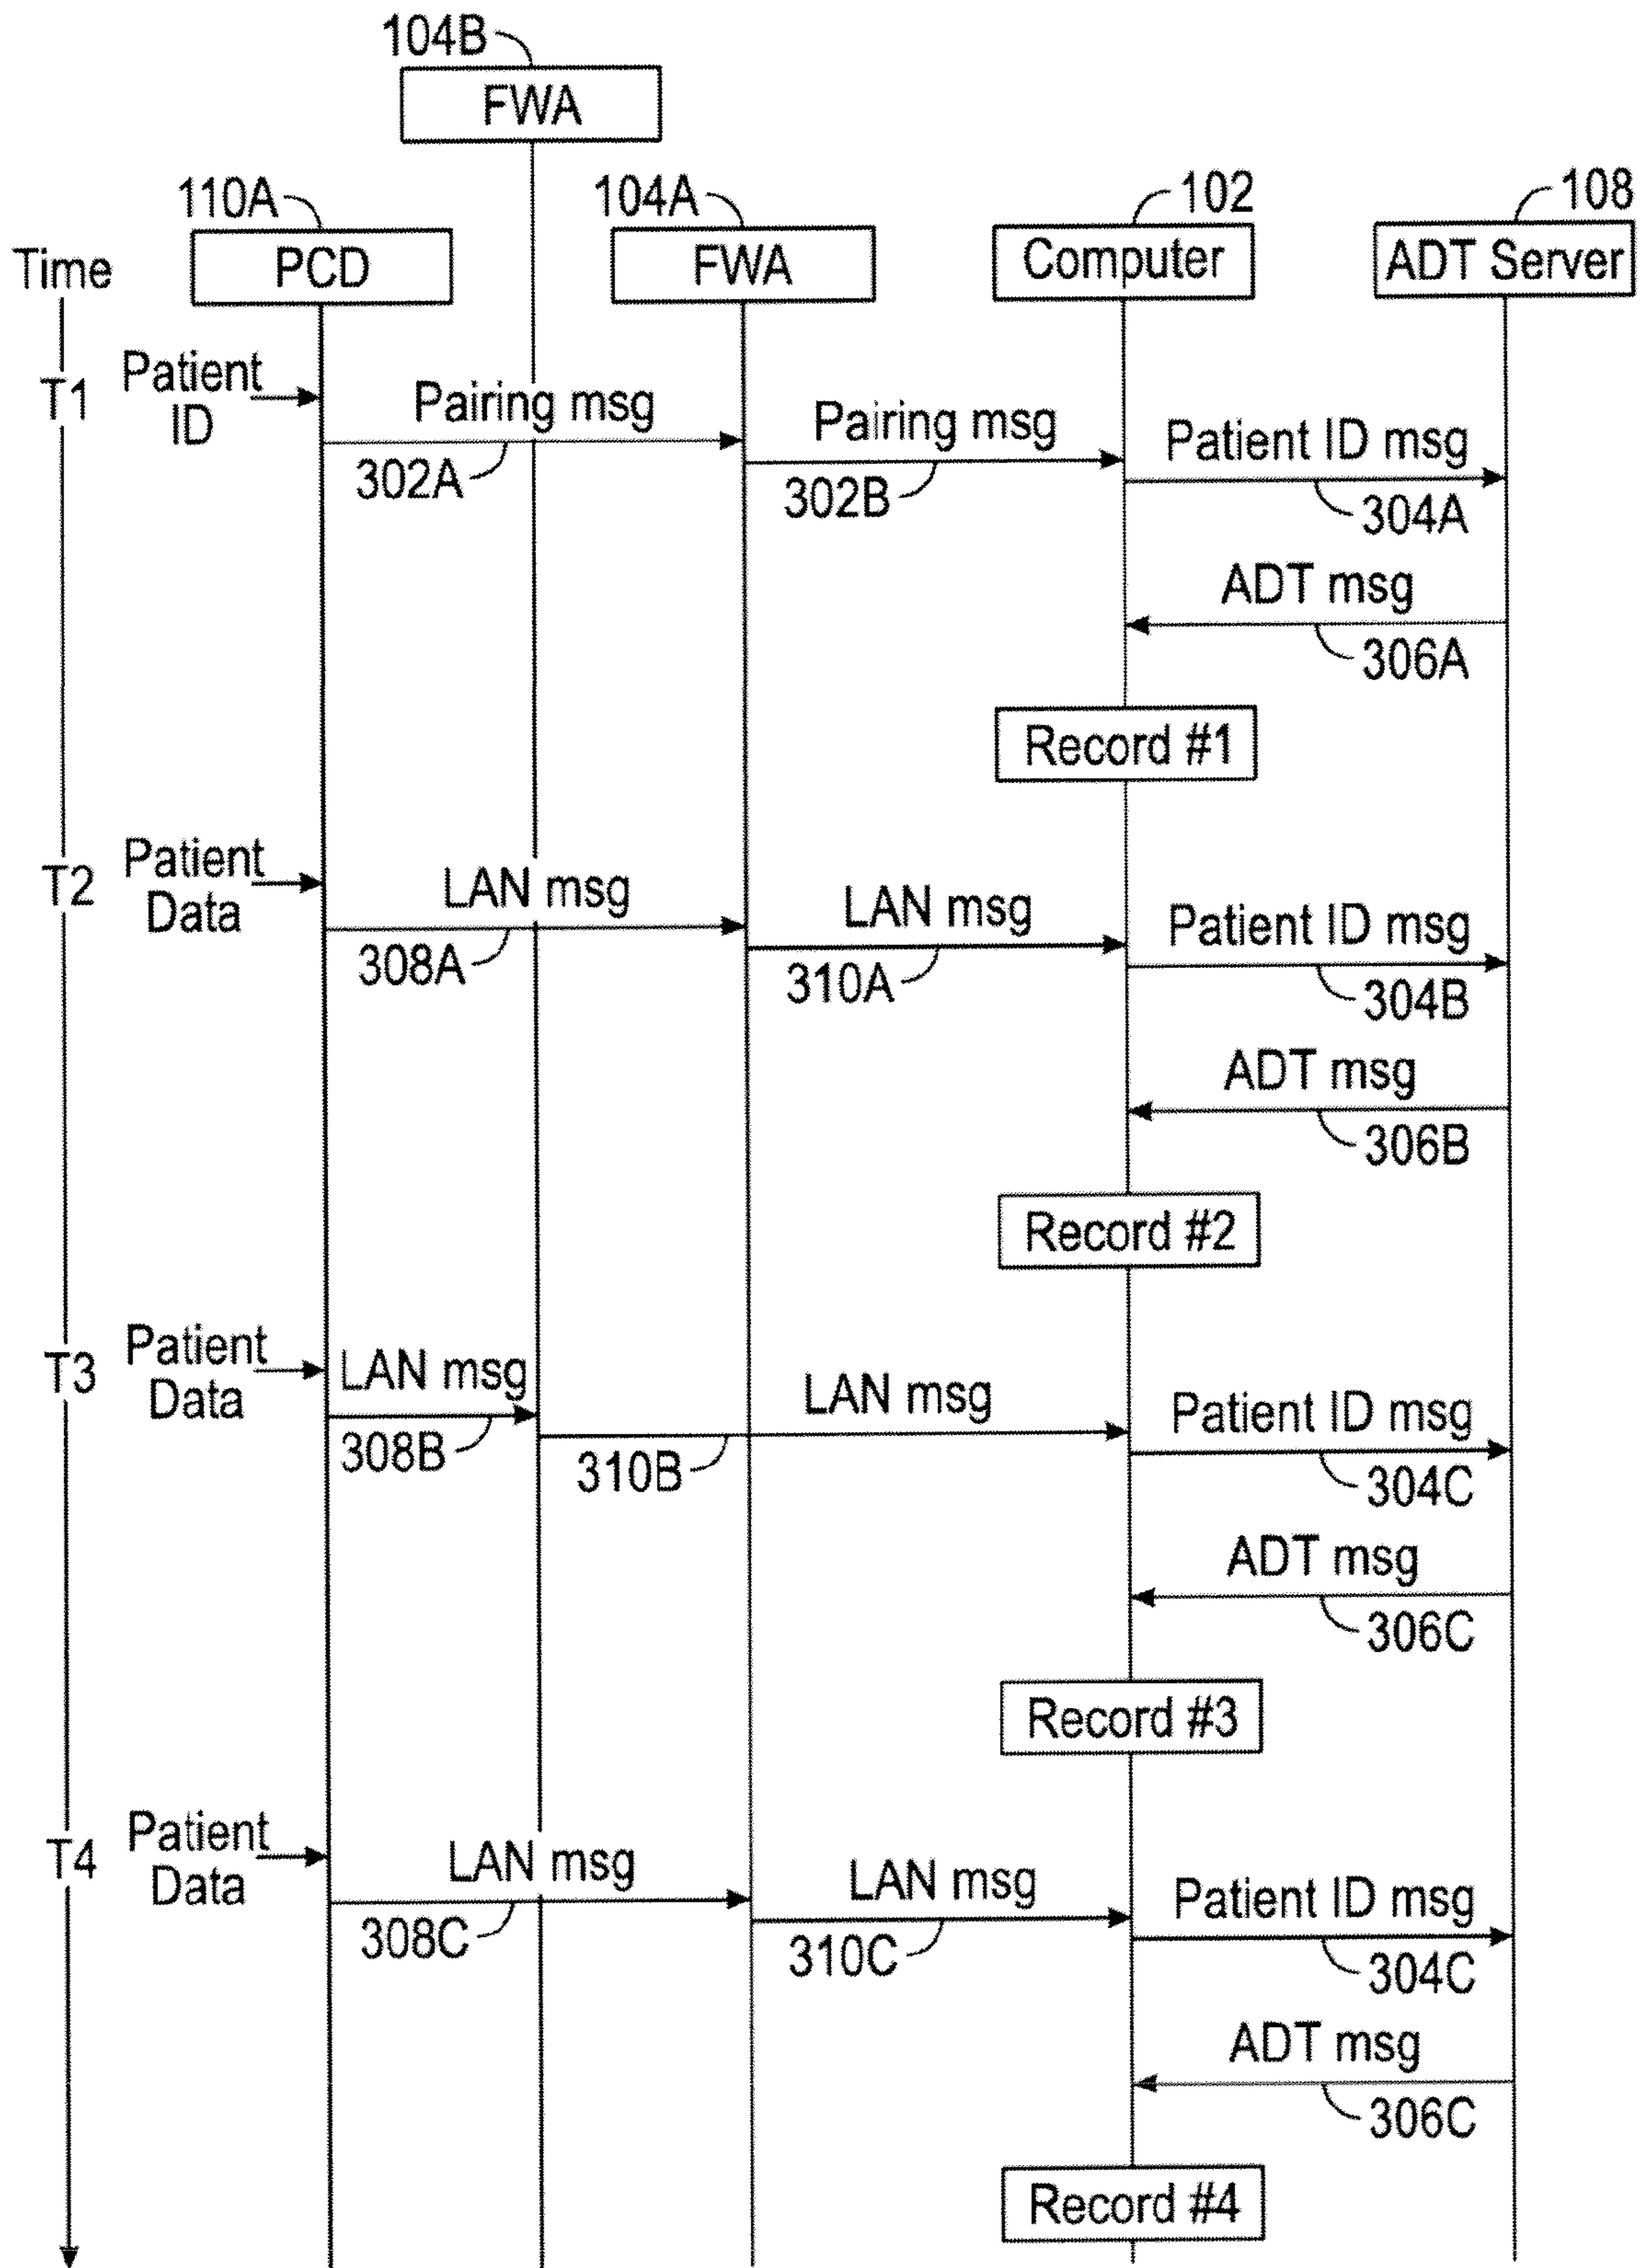 104B
FWA
110A
104A
102
108
Time
PCD
FWA
Computer
ADT Server
T1
Patient
ID
Pairing msg
302A
Pairing msg
302B
Patient ID msg
304A
ADT msg
306A
Record #1
T2
Patient
Data
LAN msg
308A
LAN msg
310A
Patient ID msg
304B
ADT msg
306B
Record #2
T3
Patient
Data
LAN msg
308B
LAN msg
310B
Patient ID msg
304C
ADT msg
306C
Record #3
T4
Patient
Data
LAN msg
308C
LAN msg
310C
Patient ID msg
304C
ADT msg
306C
Record #4